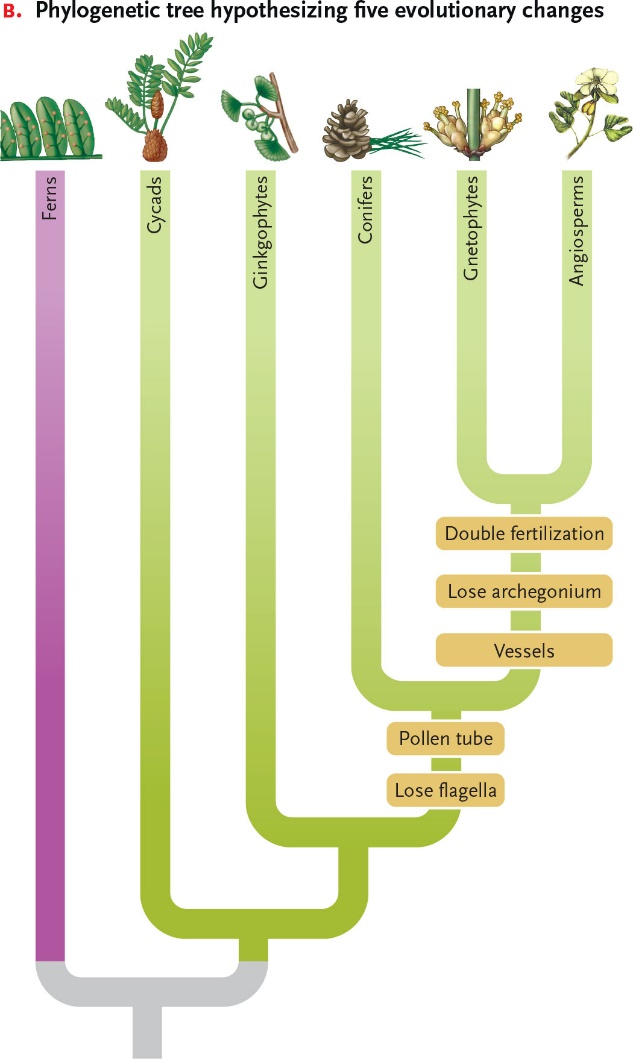 B. Phylogenetic tree hypothesizing five evolutionary changes
Ferns
Cycads
Ginkgophytes
Conifers
Gnetophytes
Angiosperms
Double fertilization
Lose archegonium
Vessels
Pollen tube
Lose flagella